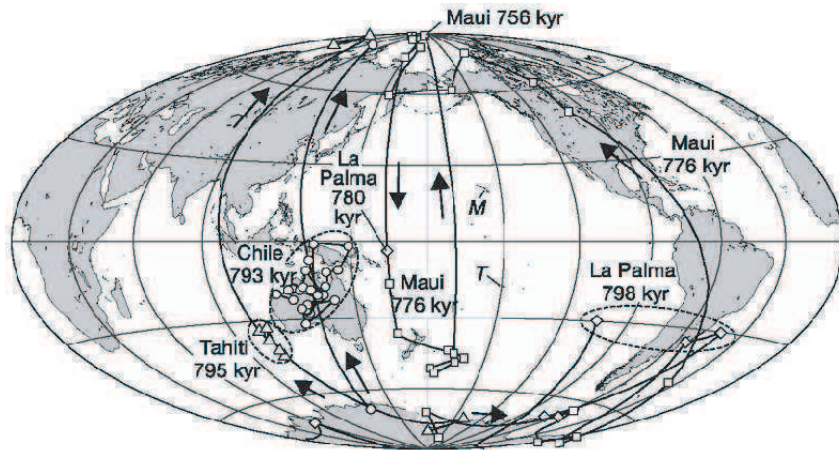 Maui 756 kyr
La
Palma
780
kyr
Maui
776 kyr
M
Chile
793 kyr
Maui
776 kyr
T
La Palma
798 kyr
Tahiti
795 kyr